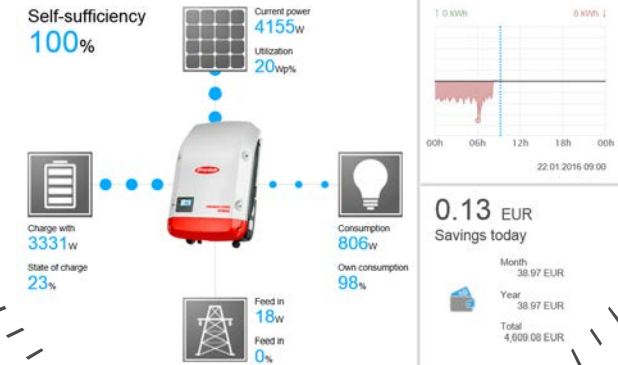 Self-sufficiency
100%
Current power
4155W
Utilization
20Wp%
Charge with
3331W
State of charge
23%
Fronius
Consumption
806W
Own consumption
98%
Feed in
18W
Feed in
0%
↑ 0 kWh
6 kWh ↓
00h 06h 12h 18h 00h
22.01.2016 09:00
0.13 EUR
Savings today
Month
38.97 EUR
Year
38.97 EUR
Total
4,609.08 EUR